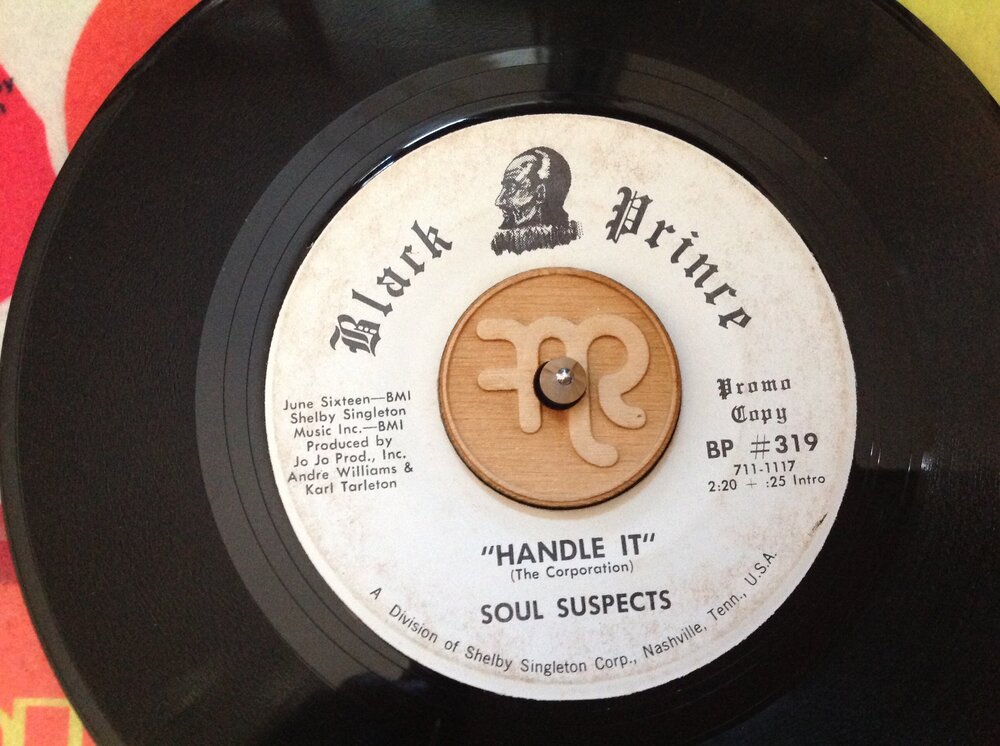 Black Prince
June Sixteen—BMI
Shelby Singleton
Music Inc.—BMI
Produced by
Jo Jo Prod., Inc.
Andre Williams &
Karl Tarleton
Promo
Copy
BP #319
711-1117
2:20 + :25 Intro
"HANDLE IT"
(The Corporation)
SOUL SUSPECTS
A Division of Shelby Singleton Corp., Nashville, Tenn., U.S.A.